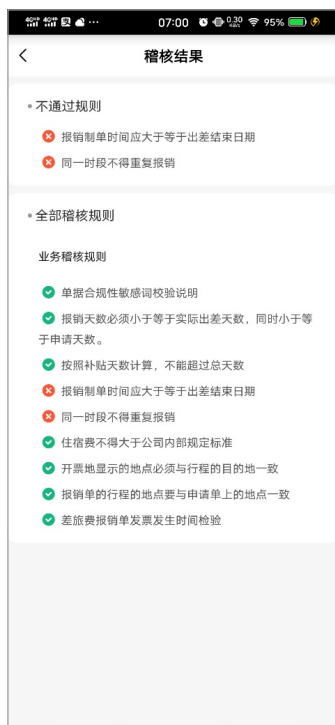 07:00 0.30 KB/s 95%
稽核结果
不通过规则
报销制单时间应大于等于出差结束日期
同一时段不得重复报销
全部稽核规则
业务稽核规则
单据合规性敏感词校验说明
报销天数必须小于等于实际出差天数，同时小于等
于申请天数。
按照补贴天数计算，不能超过总天数
报销制单时间应大于等于出差结束日期
同一时段不得重复报销
住宿费不得大于公司内部规定标准
开票地显示的地点必须与行程的目的地一致
报销单的行程的地点要与申请单上的地点一致
差旅费报销单发票发生时间检验